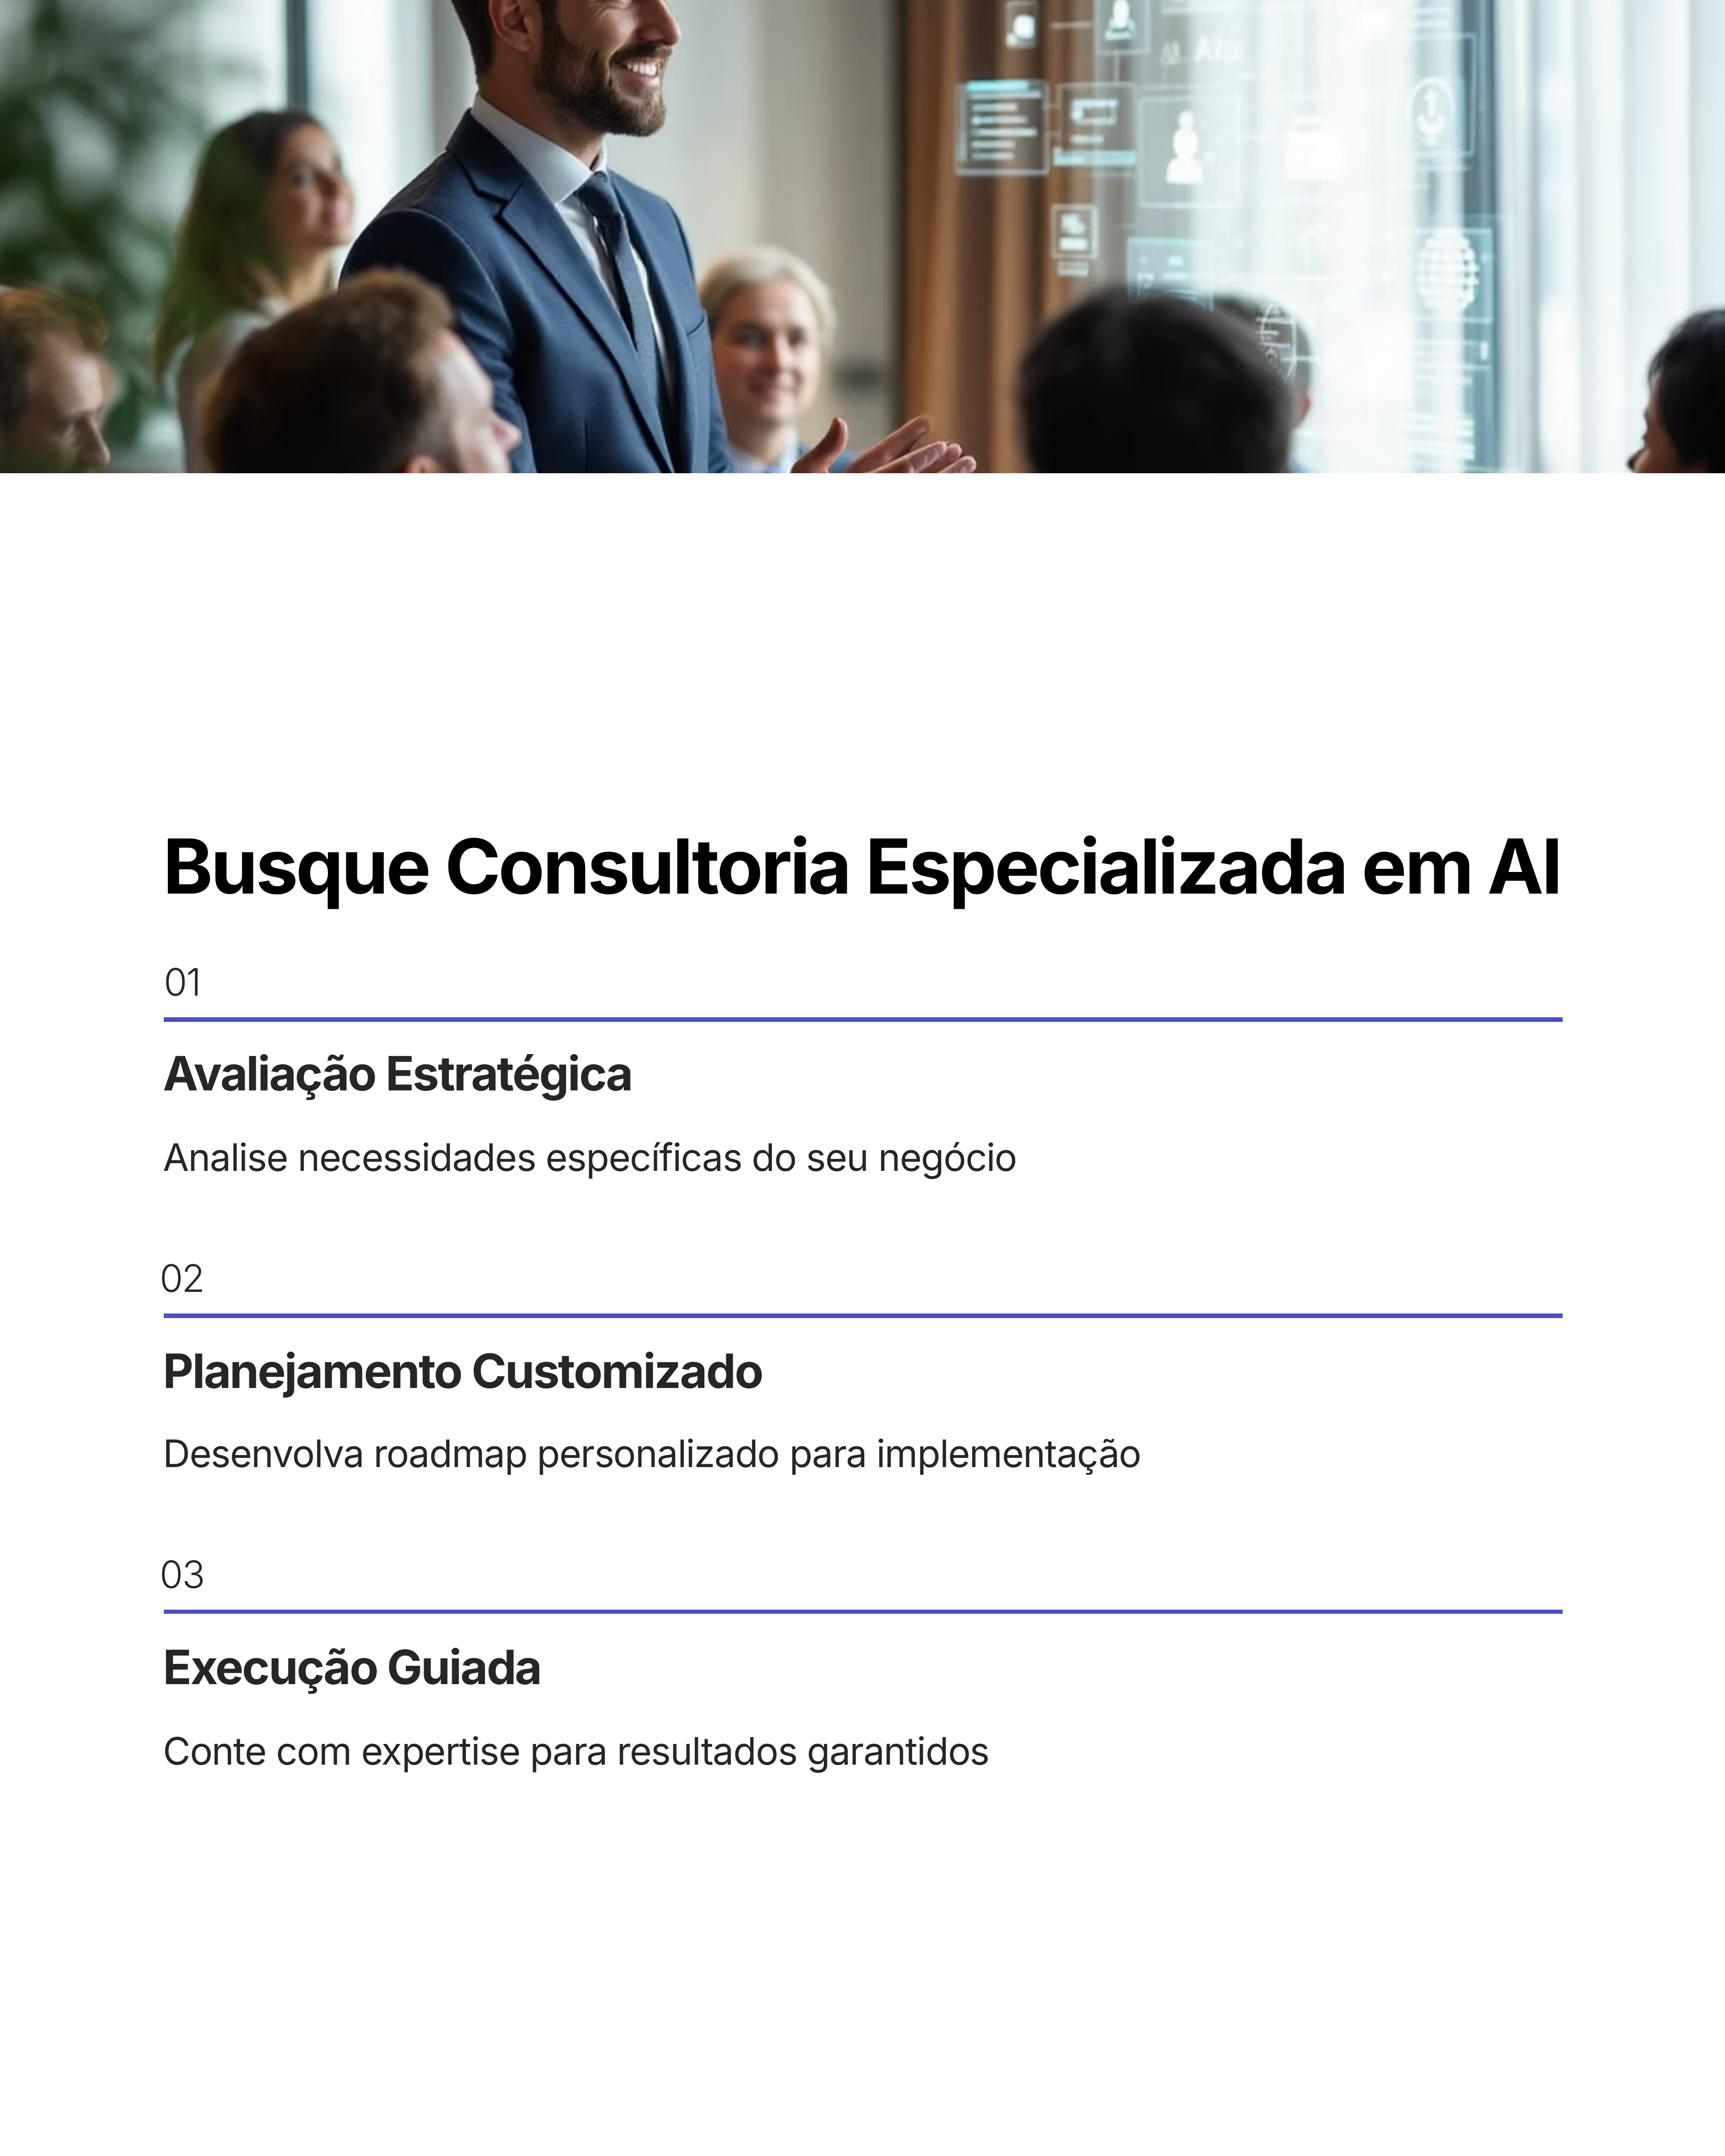 Busque Consultoria Especializada em AI
01
Avaliação Estratégica
Analise necessidades específicas do seu negócio
02
Planejamento Customizado
Desenvolva roadmap personalizado para implementação
03
Execução Guiada
Conte com expertise para resultados garantidos